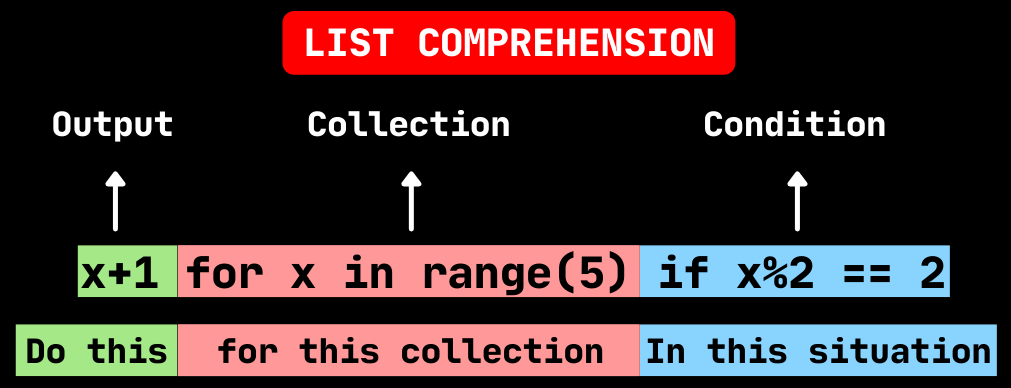 LIST COMPREHENSION
Output Collection Condition
x+1 for x in range(5) if x%2 == 2
Do this for this collection In this situation